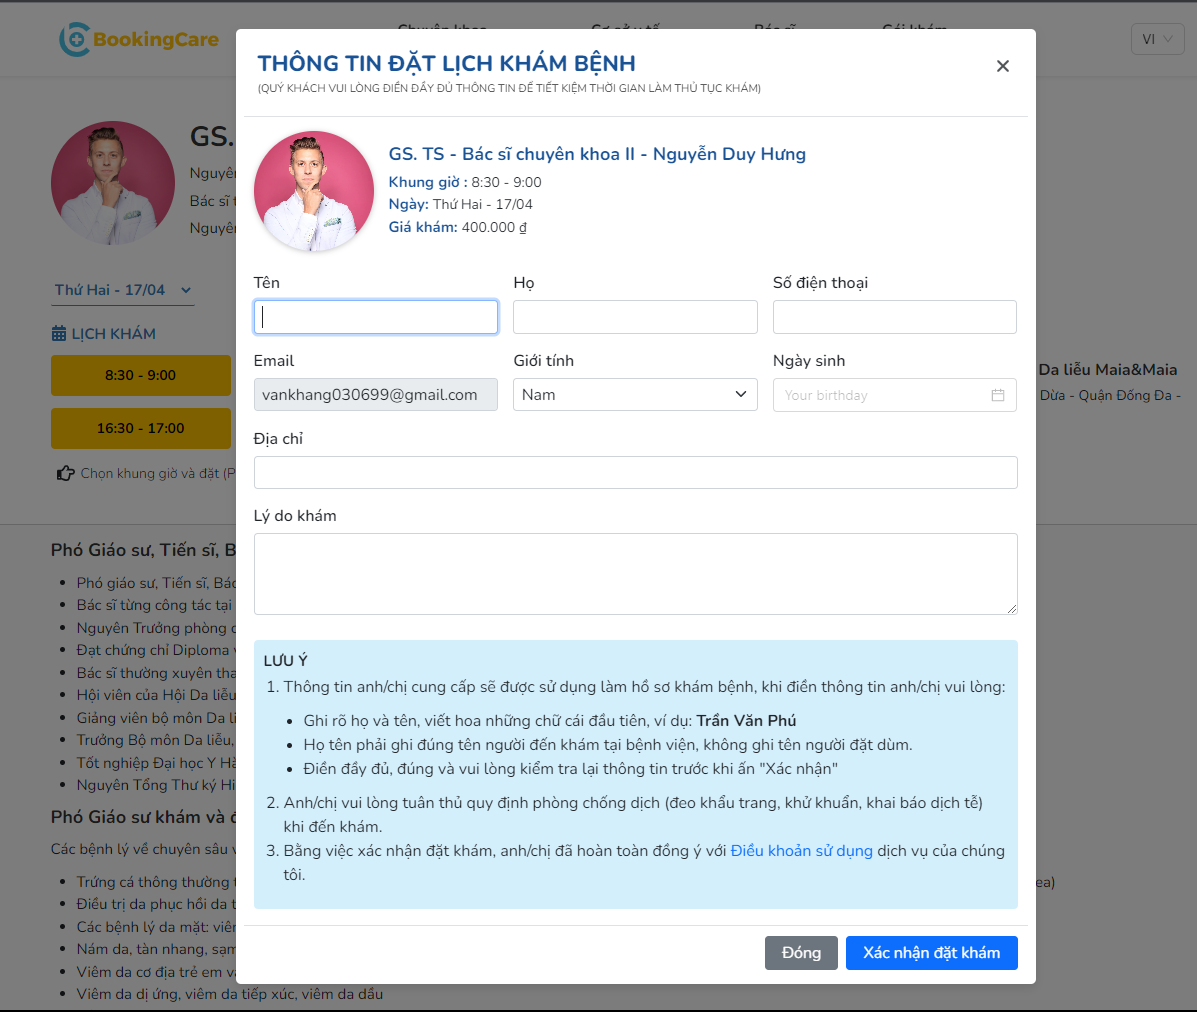 BookingCare
Chuyên khoa
Cơ sở y tế
Bác sĩ
Gói khám
VI
THÔNG TIN ĐẶT LỊCH KHÁM BỆNH
(QUÝ KHÁCH VUI LÒNG ĐIỀN ĐẦY ĐỦ THÔNG TIN ĐỂ TIẾT KIỆM THỜI GIAN LÀM THỦ TỤC KHÁM)
GS. TS - Bác sĩ chuyên khoa II - Nguyễn Duy Hưng
Khung giờ : 8:30 - 9:00
Ngày: Thứ Hai - 17/04
Giá khám: 400.000 ₫
Tên
Họ
Số điện thoại
Email
Giới tính
Ngày sinh
vankhang030699@gmail.com
Nam
Your birthday
Địa chỉ
Lý do khám
LƯU Ý
1. Thông tin anh/chị cung cấp sẽ được sử dụng làm hồ sơ khám bệnh, khi điền thông tin anh/chị vui lòng:
• Ghi rõ họ và tên, viết hoa những chữ cái đầu tiên, ví dụ: Trần Văn Phú
• Họ tên phải ghi đúng tên người đến khám tại bệnh viện, không ghi tên người đặt dùm.
• Điền đầy đủ, đúng và vui lòng kiểm tra lại thông tin trước khi ấn "Xác nhận"
2. Anh/chị vui lòng tuân thủ quy định phòng chống dịch (đeo khẩu trang, khử khuẩn, khai báo dịch tễ)
khi đến khám.
3. Bằng việc xác nhận đặt khám, anh/chị đã hoàn toàn đồng ý với Điều khoản sử dụng dịch vụ của chúng
tôi.
Đóng
Xác nhận đặt khám
GS.
Nguyên
Bác sĩ
Nguyên
Thứ Hai - 17/04
LỊCH KHÁM
8:30 - 9:00
16:30 - 17:00
Chọn khung giờ và đặt (P
Da liễu Maia&Maia
Dừa - Quận Đống Đa -
Phó Giáo sư, Tiến sĩ, B
• Phó giáo sư, Tiến sĩ, Bác
• Bác sĩ từng công tác tại
• Nguyên Trưởng phòng
• Đạt chứng chỉ Diploma
• Bác sĩ thường xuyên tha
• Hội viên của Hội Da liễu
• Giảng viên bộ môn Da li
• Trưởng Bộ môn Da liễu,
• Tốt nghiệp Đại học Y Hà
• Nguyên Tổng Thư ký Hi
Phó Giáo sư khám và
Các bệnh lý về chuyên sâu
• Trứng cá thông thường
ea)
• Điều trị da phục hồi da
• Các bệnh lý da mặt: viêm
• Nám da, tàn nhang, sạm
• Viêm da cơ địa trẻ em
• Viêm da dị ứng, viêm da tiếp xúc, viêm da dầu